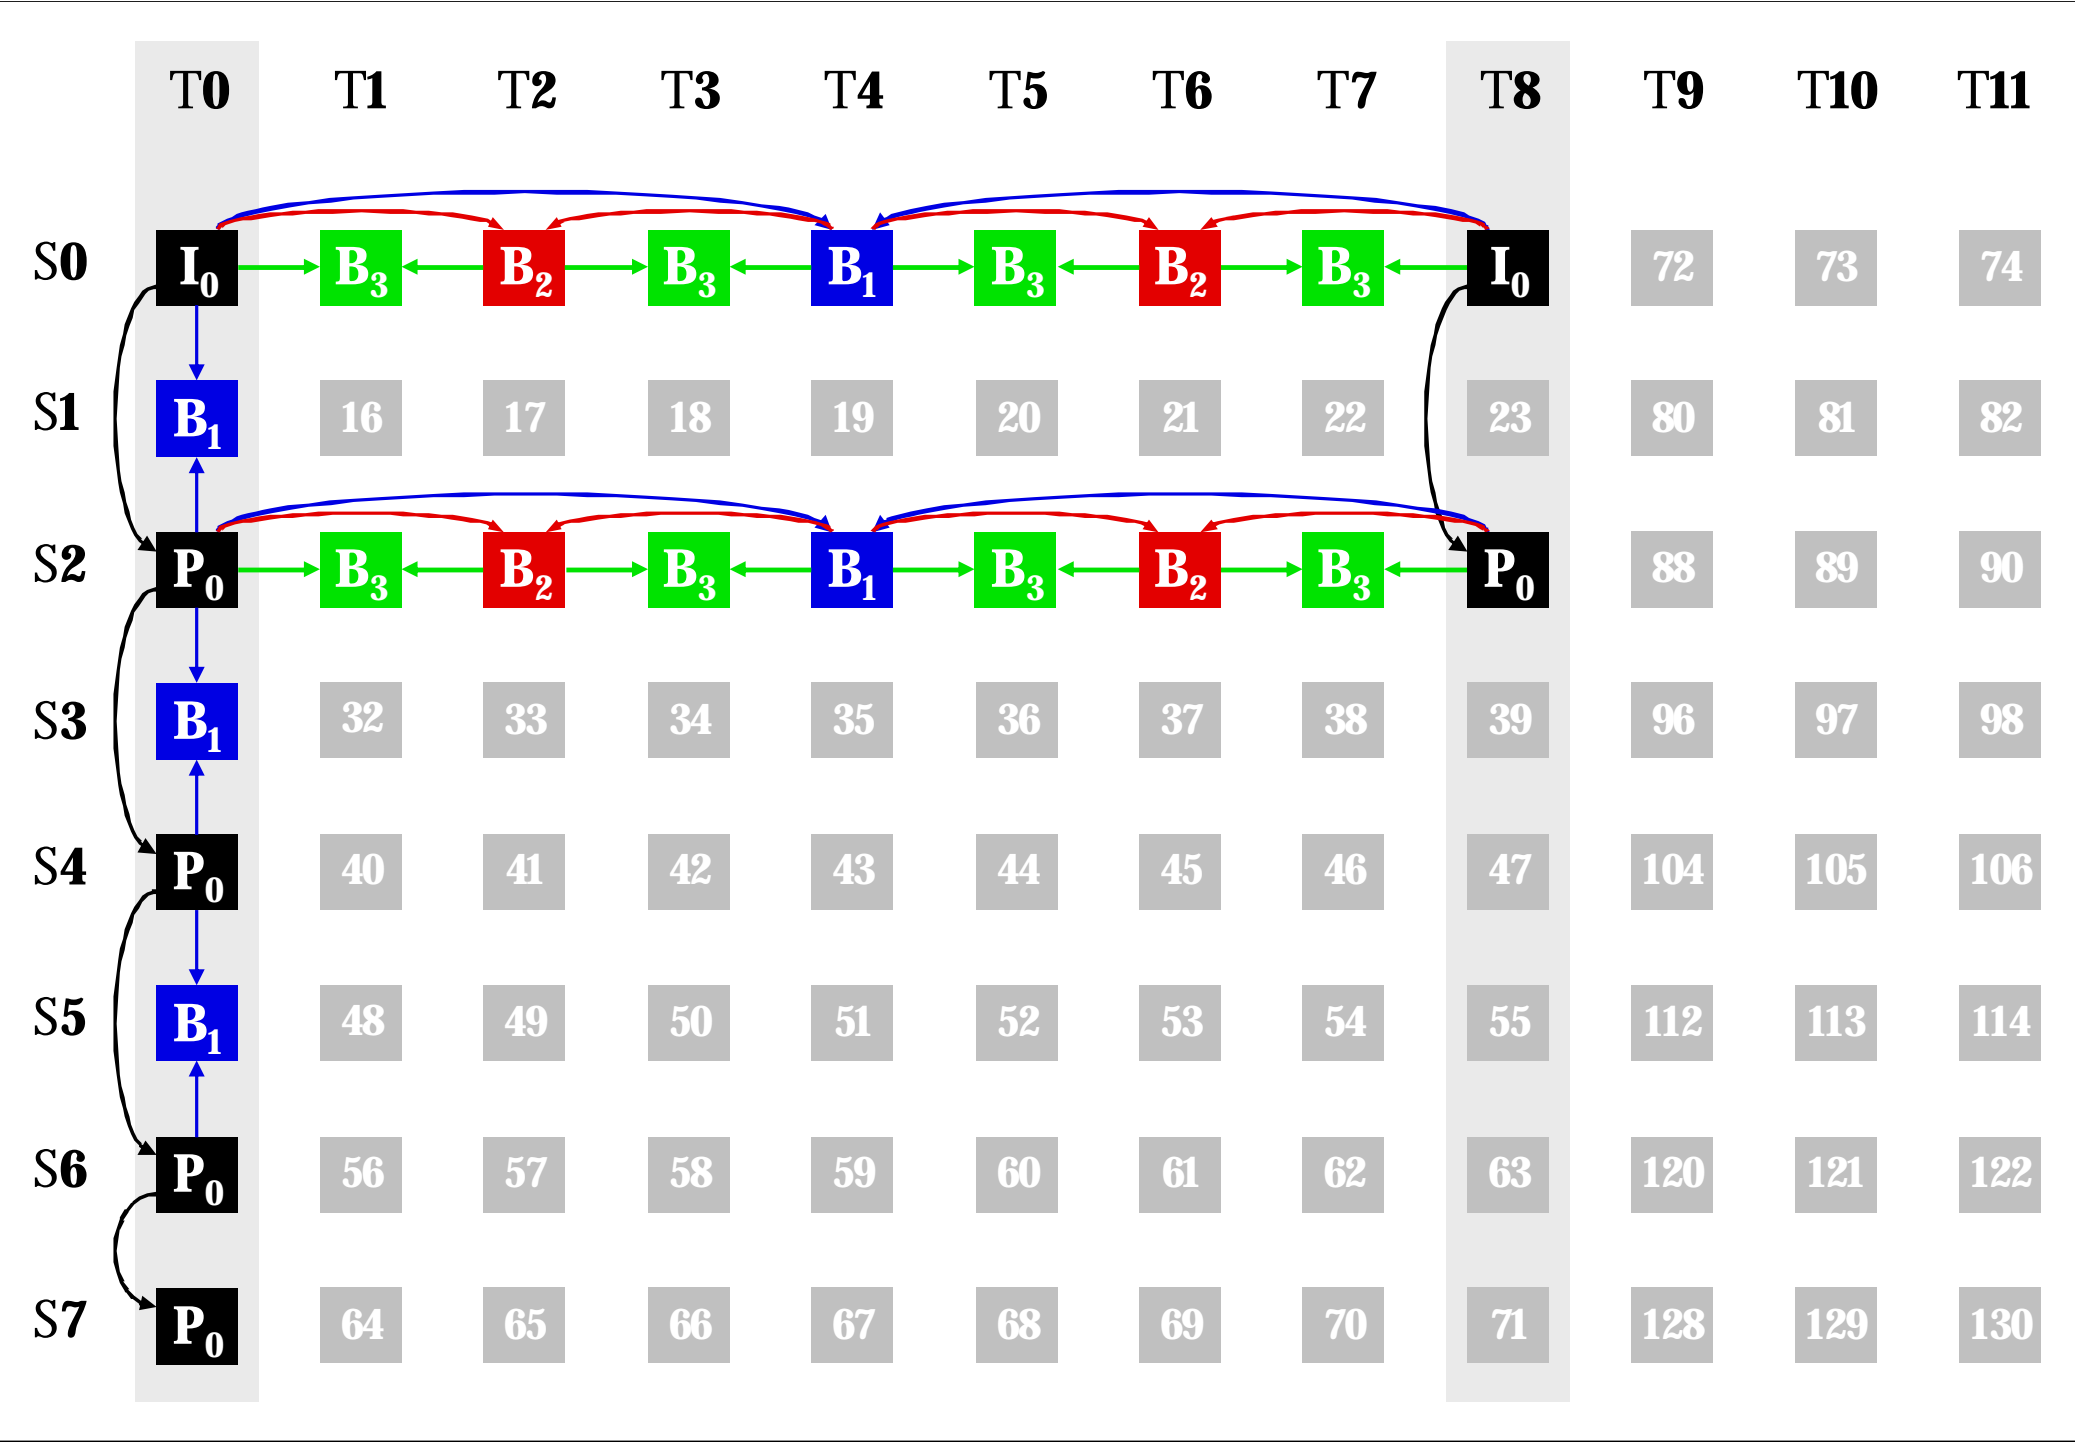 T0 T1 T2 T3 T4 T5 T6 T7 T8 T9 T10 T11
S0 I0 B3 B2 B3 B1 B3 B2 B3 I0 72 73 74
S1 B1 16 17 18 19 20 21 22 23 80 81 82
S2 P0 B3 B2 B3 B1 B3 B2 B3 P0 88 89 90
S3 B1 32 33 34 35 36 37 38 39 96 97 98
S4 P0 40 41 42 43 44 45 46 47 104 105 106
S5 B1 48 49 50 51 52 53 54 55 112 113 114
S6 P0 56 57 58 59 60 61 62 63 120 121 122
S7 P0 64 65 66 67 68 69 70 71 128 129 130